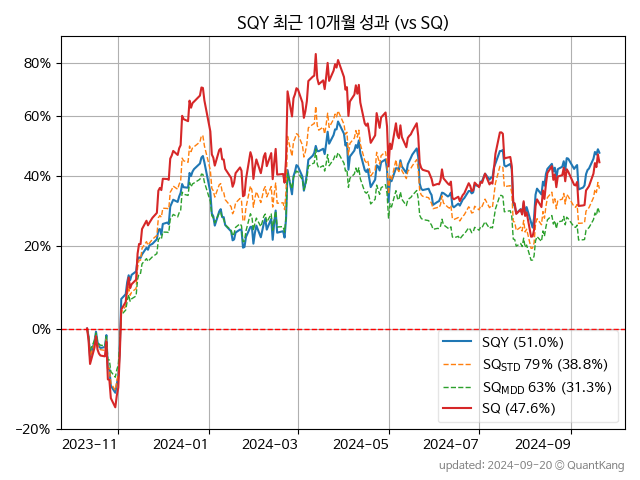 SQY 최근 10개월 성과 (vs SQ)
80%
60%
40%
20%
0%
−20%
2023−11
2024−01
2024−03
2024−05
2024−07
2024−09
SQY (51.0%)
SQSTD 79% (38.8%)
SQMDD 63% (31.3%)
SQ (47.6%)
updated: 2024−09−20 © QuantKang